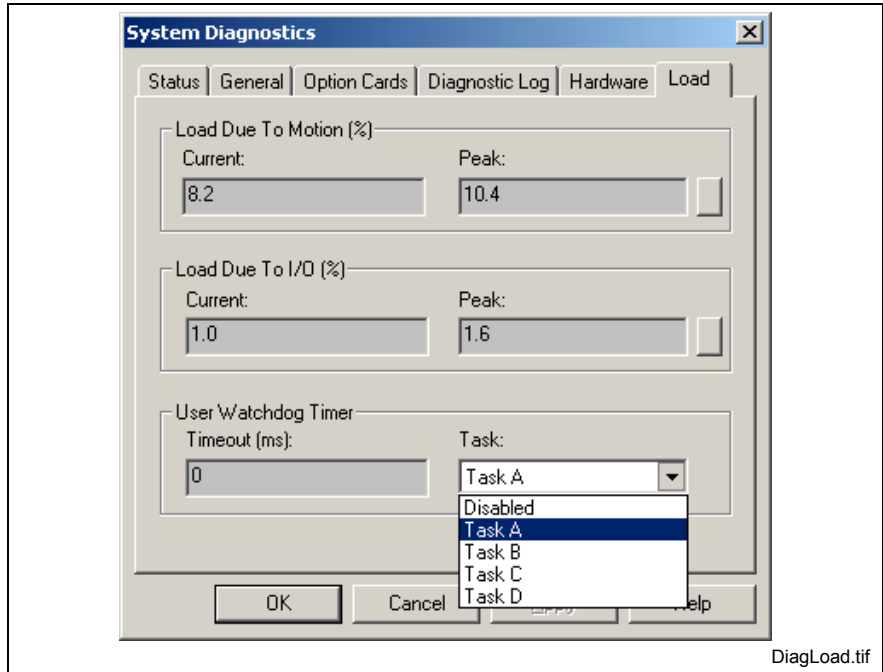 System Diagnostics
Status General Option Cards Diagnostic Log Hardware Load
Load Due To Motion (%)
Current: Peak:
8.2 10.4
Load Due To I/O (%)
Current: Peak:
1.0 1.6
User Watchdog Timer
Timeout (ms): Task:
0 Task A
Disabled
Task A
Task B
Task C
Task D
OK Cancel
DiagLoad.tif